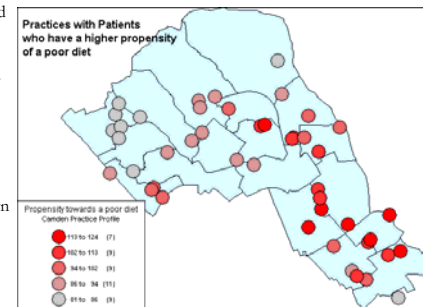 d
Practices with Patients
who have a higher propensity
of a poor diet
on
Propensity towards a poor diet
Camden Practice Profile
113 to 124 (7)
102 to 113 (9)
94 to 102 (9)
86 to 94 (11)
81 to 86 (9)